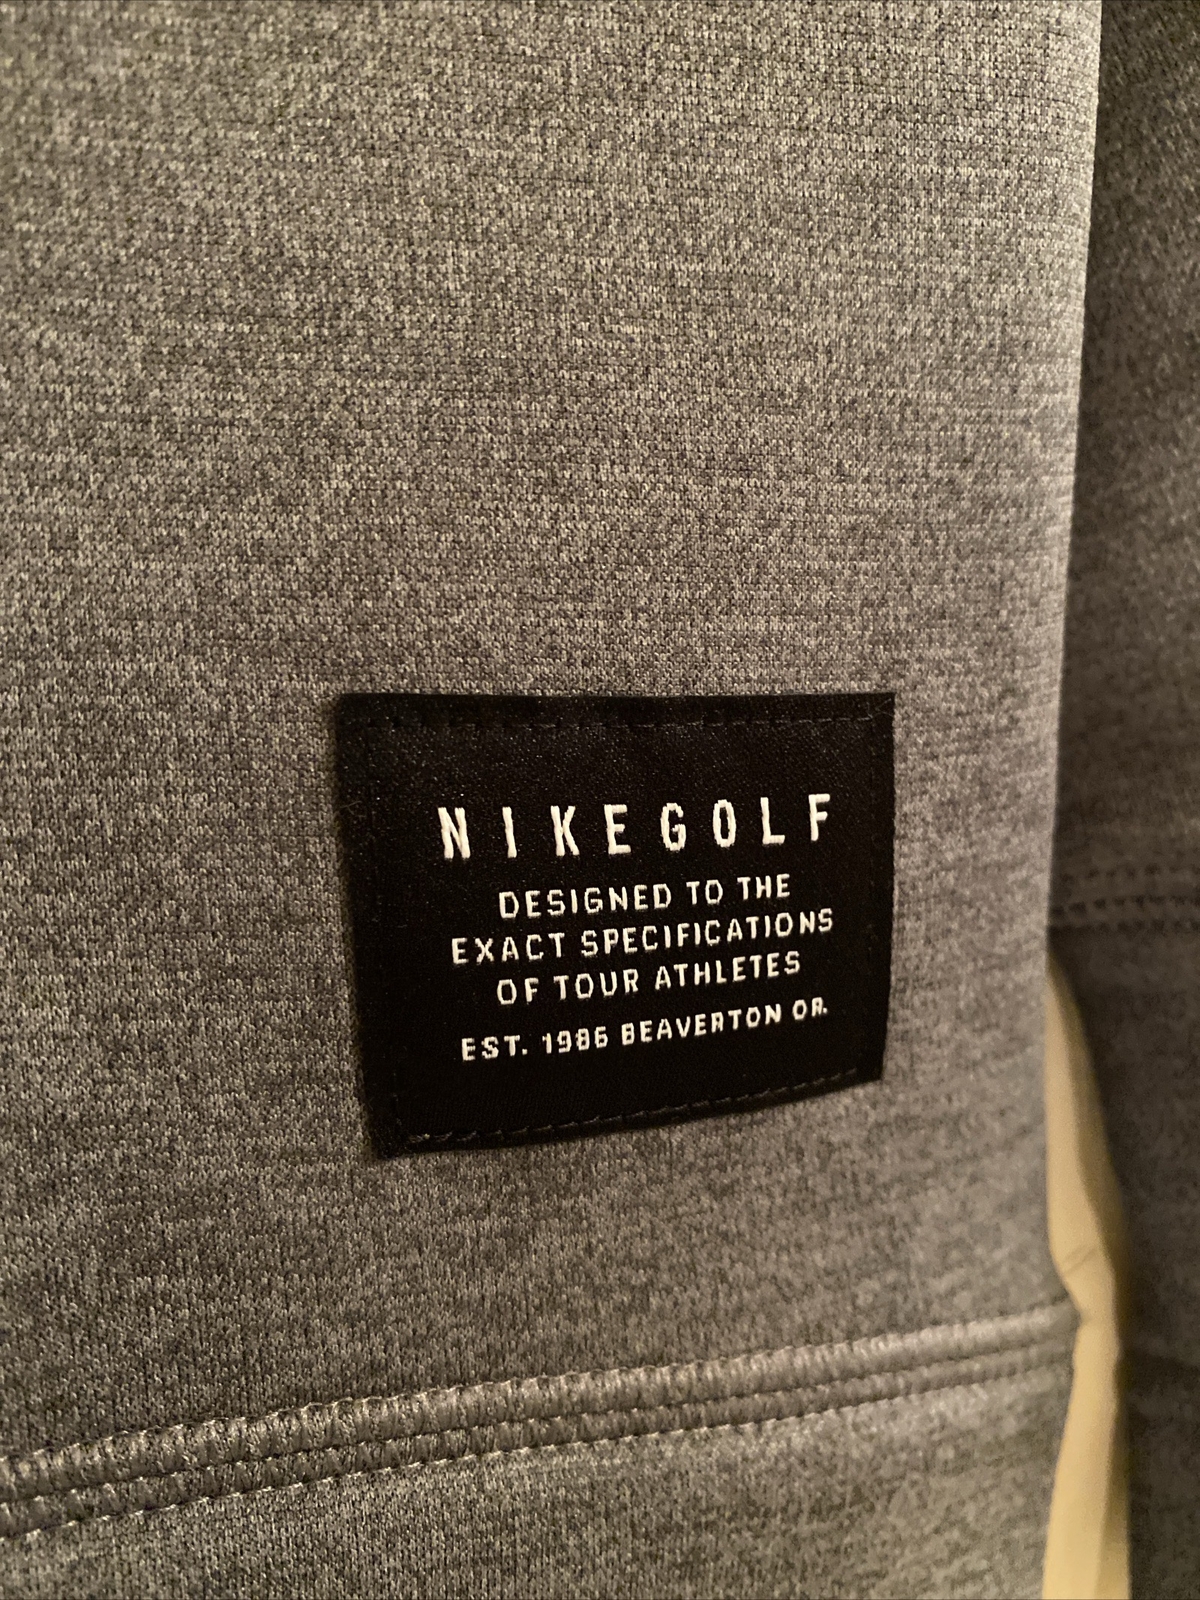 NIKEGOLF
DESIGNED TO THE
EXACT SPECIFICATIONS
OF TOUR ATHLETES
EST. 1986 BEAVERTON OR.